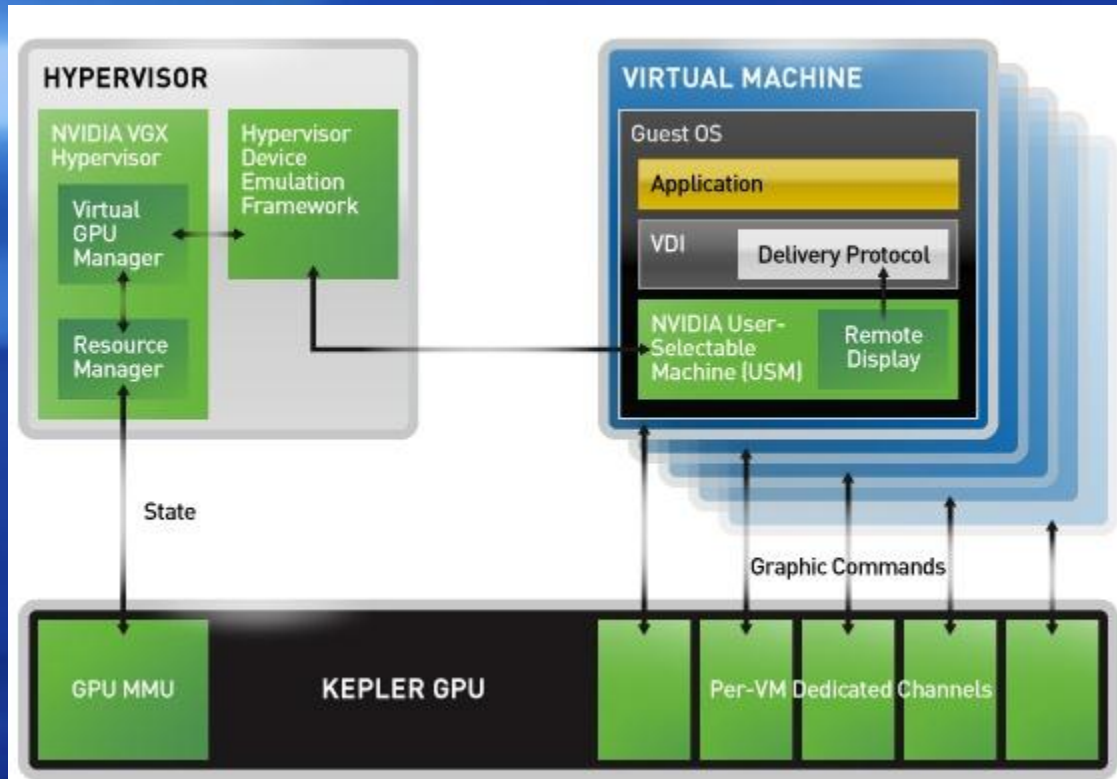 HYPERVISOR
NVIDIA VGX
Hypervisor
Virtual
GPU
Manager
Resource
Manager
Hypervisor
Device
Emulation
Framework
VIRTUAL MACHINE
Guest OS
Application
VDI
Delivery Protocol
NVIDIA User-
Selectable
Machine (USM)
Remote
Display
State
Graphic Commands
GPU MMU
KEPLER GPU
Per-VM Dedicated Channels